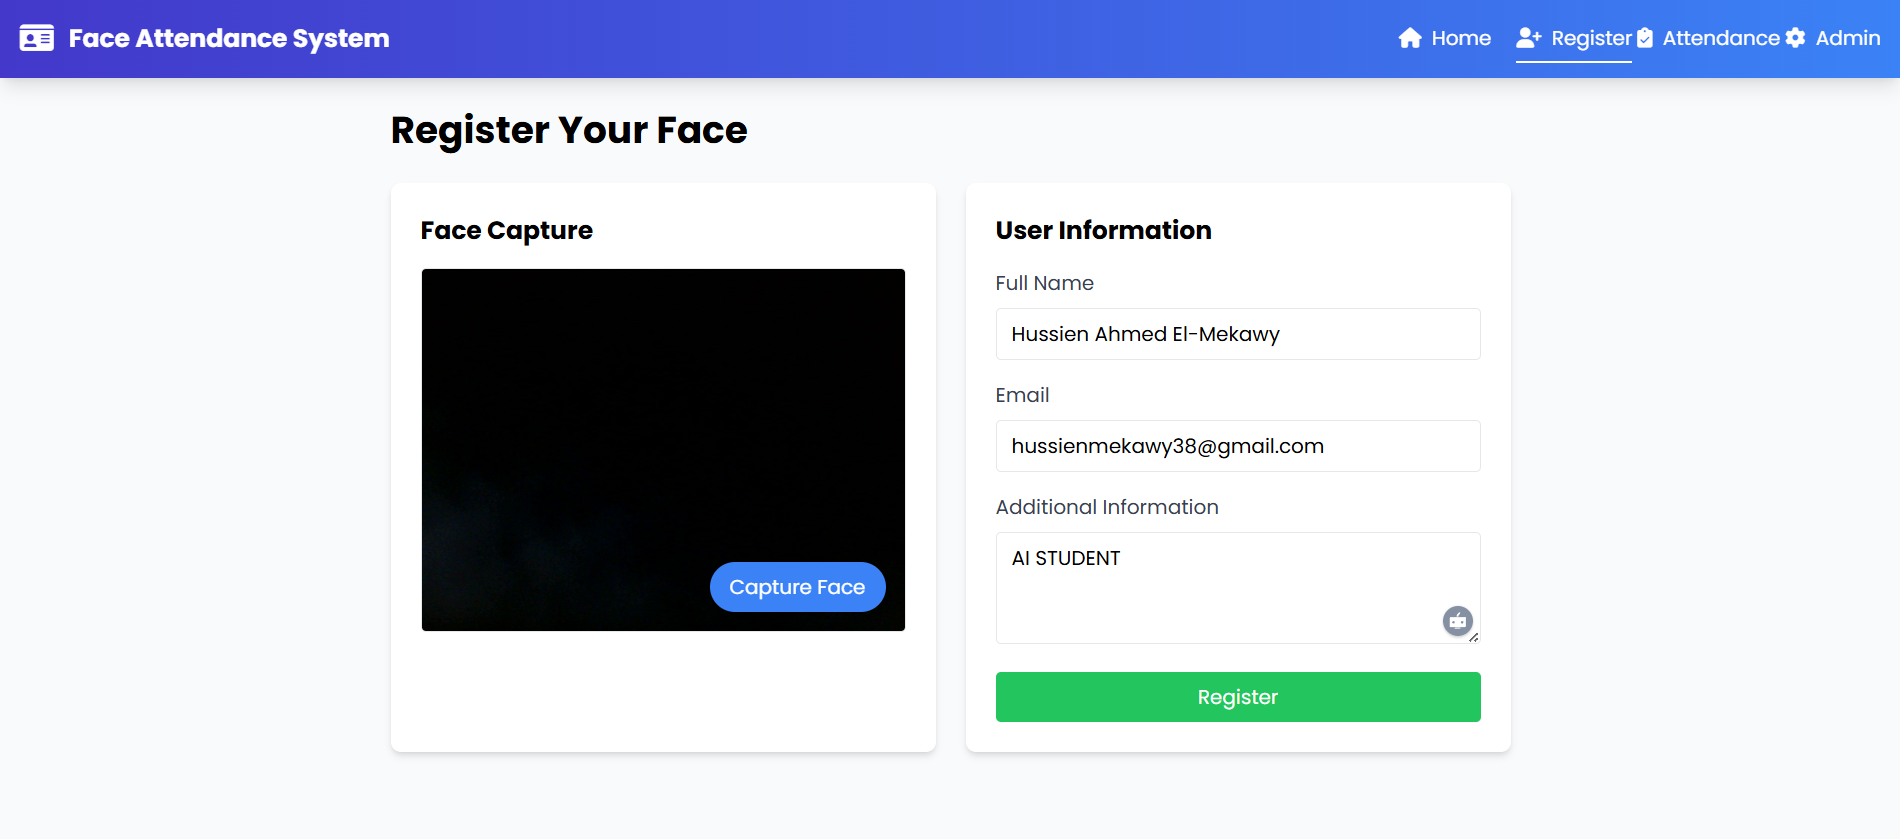 Face Attendance System
Home Register Attendance Admin
Register Your Face
Face Capture
Capture Face
User Information
Full Name
Hussien Ahmed El-Mekawy
Email
hussienmekawy38@gmail.com
Additional Information
AI STUDENT
Register